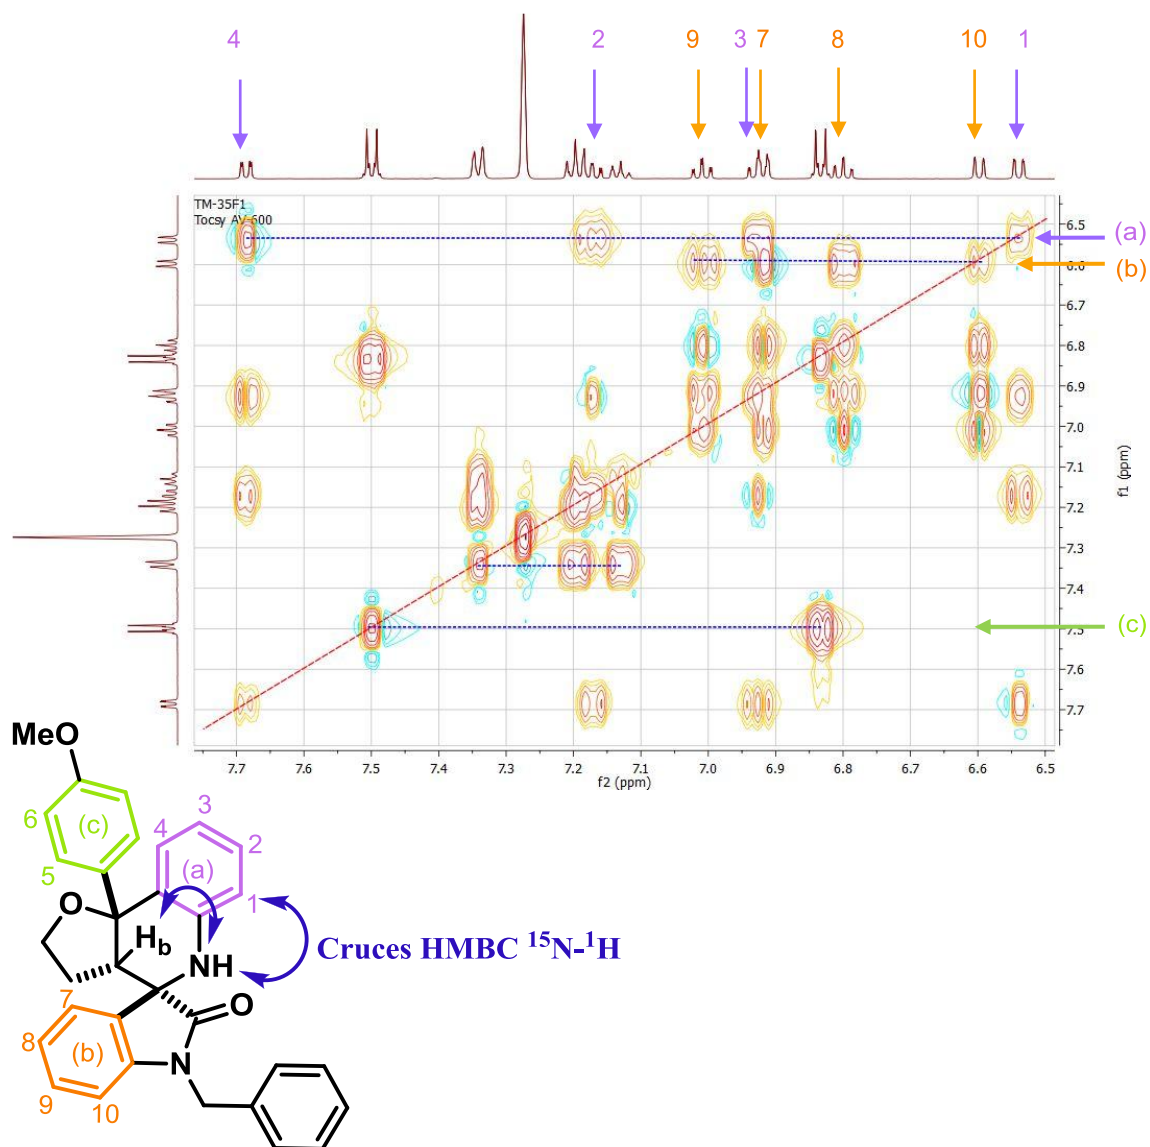 4 2 9 3 7 8 10 1
TM-35F1
Tocsy AV-600
6.5
6.6
6.7
6.8
6.9
7.0
7.1
7.2
7.3
7.4
7.5
7.6
7.7
f1 (ppm)
(a)
(b)
(c)
7.7 7.6 7.5 7.4 7.3 7.2 7.1 7.0 6.9 6.8 6.7 6.6 6.5
f2 (ppm)
MeO
6 (c) 5
4 3 2 1 (a)
O
H b
NH
Cruces HMBC ¹⁵N-¹H
O
N
7 8 9 10 (b)